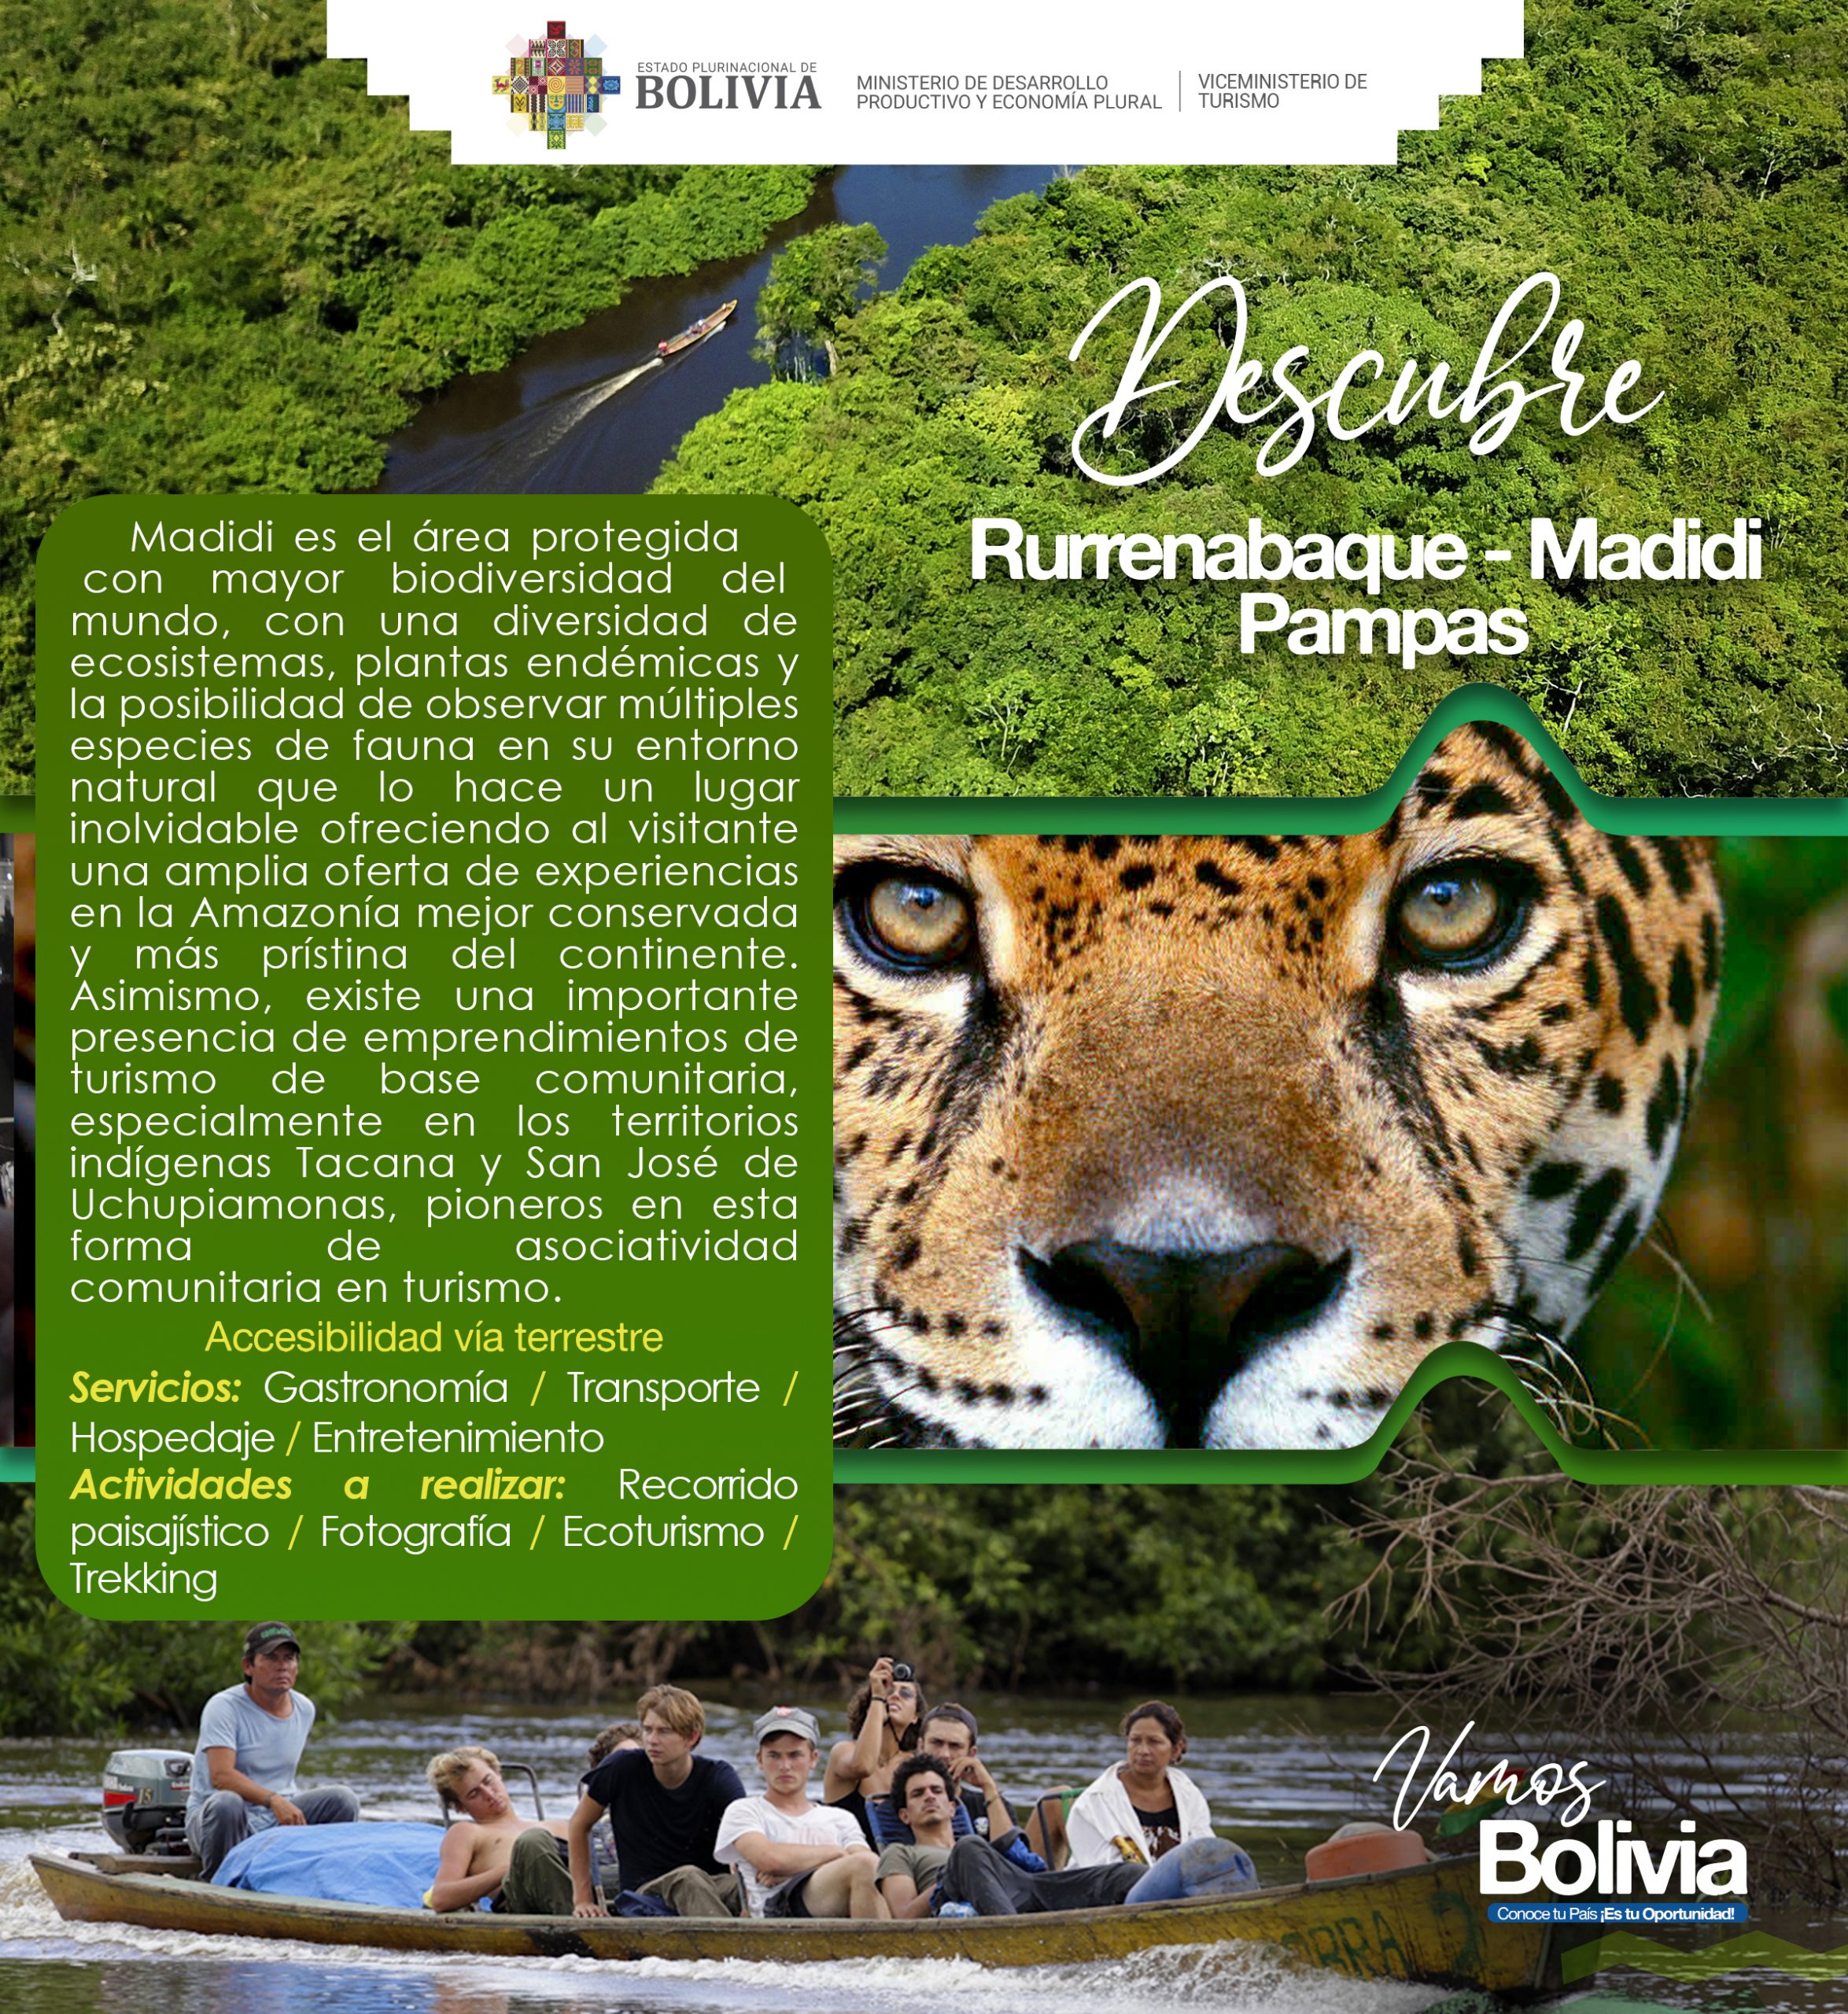 ESTADO PLURINACIONAL DE
BOLIVIA
MINISTERIO DE DESARROLLO
PRODUCTIVO Y ECONOMÍA PLURAL
VICEMINISTERIO DE
TURISMO
Descubre
Rurrenabaque - Madidi
Pampas
Madidi es el área protegida
con mayor biodiversidad del
mundo, con una diversidad de
ecosistemas, plantas endémicas y
la posibilidad de observar múltiples
especies de fauna en su entorno
natural que lo hace un lugar
inolvidable ofreciendo al visitante
una amplia oferta de experiencias
en la Amazonía mejor conservada
y más prístina del continente.
Asimismo, existe una importante
presencia de emprendimientos de
turismo de base comunitaria,
especialmente en los territorios
indígenas Tacana y San José de
Uchupiamonas, pioneros en esta
forma de asociatividad
comunitaria en turismo.
Accesibilidad vía terrestre
Servicios: Gastronomía / Transporte /
Hospedaje / Entretenimiento
Actividades a realizar: Recorrido
paisajístico / Fotografía / Ecoturismo /
Trekking
Vamos
Bolivia
Conoce tu País ¡Es tu Oportunidad!